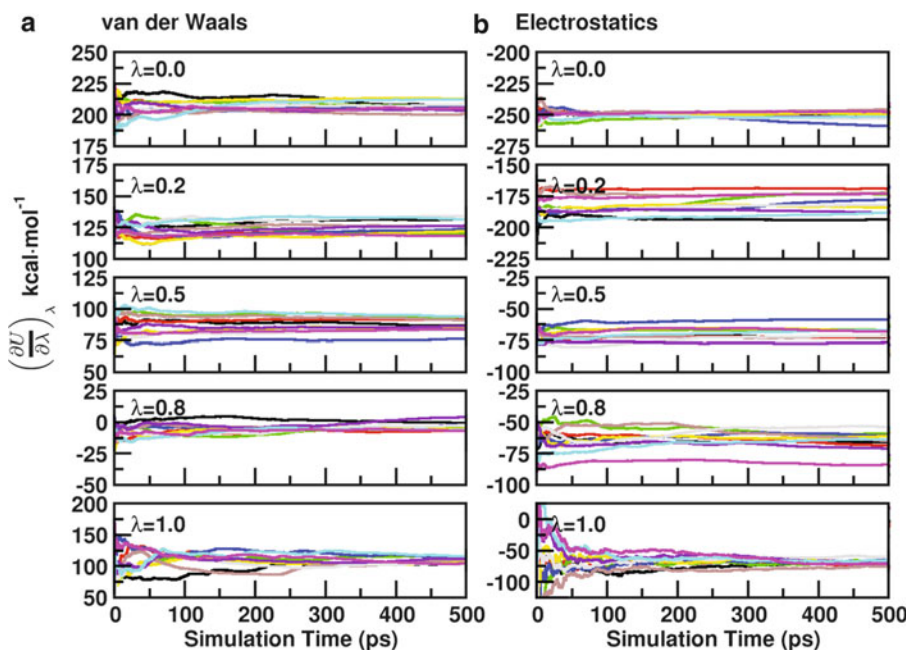 a van der Waals
b Electrostatics
250
225
200
175
λ=0.0
-200
-225
-250
-275
λ=0.0
175
150
125
100
λ=0.2
-150
-175
-200
-225
λ=0.2
125
100
75
50
λ=0.5
-25
-50
-75
-100
λ=0.5
(∂U/∂λ)λ kcal·mol⁻¹
25
0
-25
-50
λ=0.8
-25
-50
-75
-100
λ=0.8
200
150
100
50
λ=1.0
0
-50
-100
λ=1.0
0 100 200 300 400 500
0 100 200 300 400 500
Simulation Time (ps)
Simulation Time (ps)